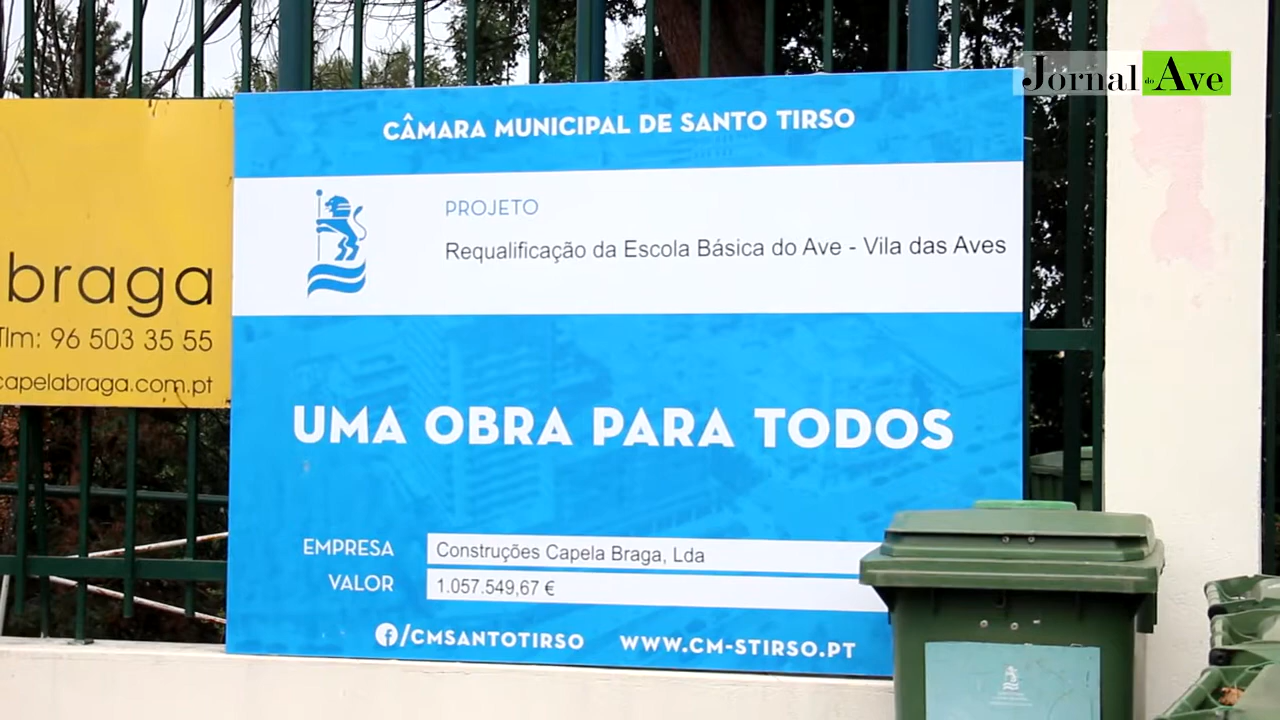 Jornal do Ave
CÂMARA MUNICIPAL DE SANTO TIRSO
PROJETO
Requalificação da Escola Básica do Ave - Vila das Aves
UMA OBRA PARA TODOS
EMPRESA Construções Capela Braga, Lda
VALOR 1.057.549,67 €
/CMSANTOTIRSO WWW.CM-STIRSO.PT
braga
Tlm: 96 503 35 55
capelabraga.com.pt